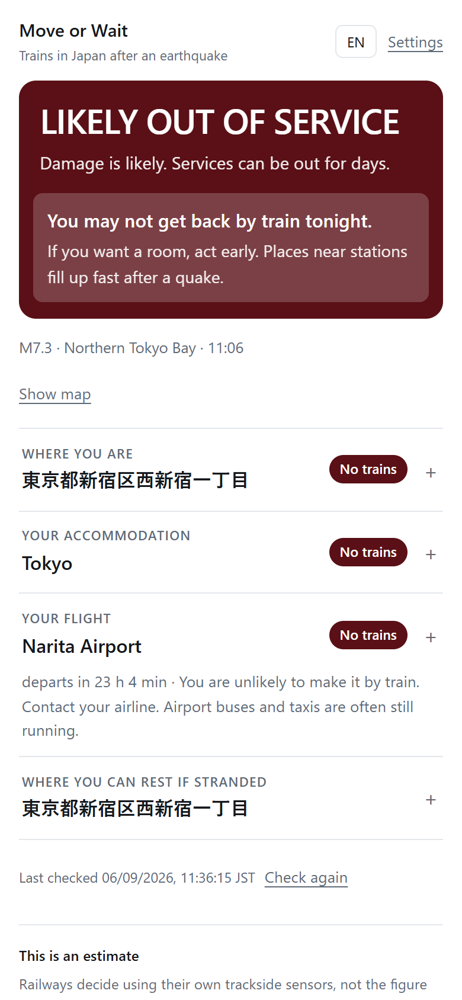 Move or Wait
Trains in Japan after an earthquake
EN
Settings
LIKELY OUT OF SERVICE
Damage is likely. Services can be out for days.
You may not get back by train tonight.
If you want a room, act early. Places near stations
fill up fast after a quake.
M7.3 · Northern Tokyo Bay · 11:06
Show map
WHERE YOU ARE
東京都新宿区西新宿一丁目
No trains
+
YOUR ACCOMMODATION
Tokyo
No trains
+
YOUR FLIGHT
Narita Airport
No trains
+
departs in 23 h 4 min · You are unlikely to make it by train.
Contact your airline. Airport buses and taxis are often still
running.
WHERE YOU CAN REST IF STRANDED
東京都新宿区西新宿一丁目
+
Last checked 06/09/2026, 11:36:15 JST Check again
This is an estimate
Railways decide using their own trackside sensors, not the figure